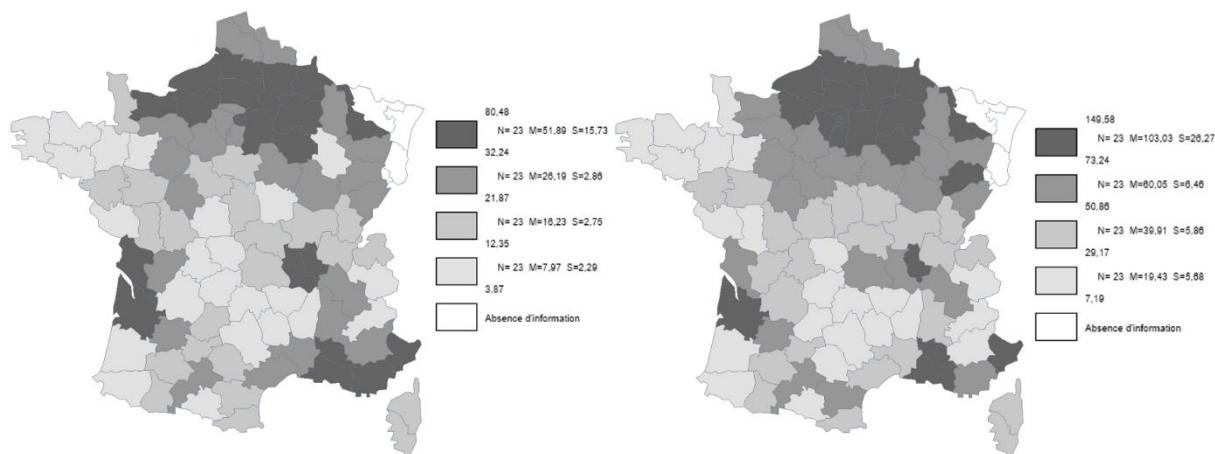 80,48
N= 23 M=51,89 S=15,73
32,24
N= 23 M=26,19 S=2,86
21,87
N= 23 M=16,23 S=2,75
12,35
N= 23 M=7,97 S=2,29
3,87
Absence d'information
149,58
N= 23 M=103,03 S=26,27
73,24
N= 23 M=60,05 S=6,46
50,86
N= 23 M=39,91 S=5,86
29,17
N= 23 M=19,43 S=5,68
7,19
Absence d'information